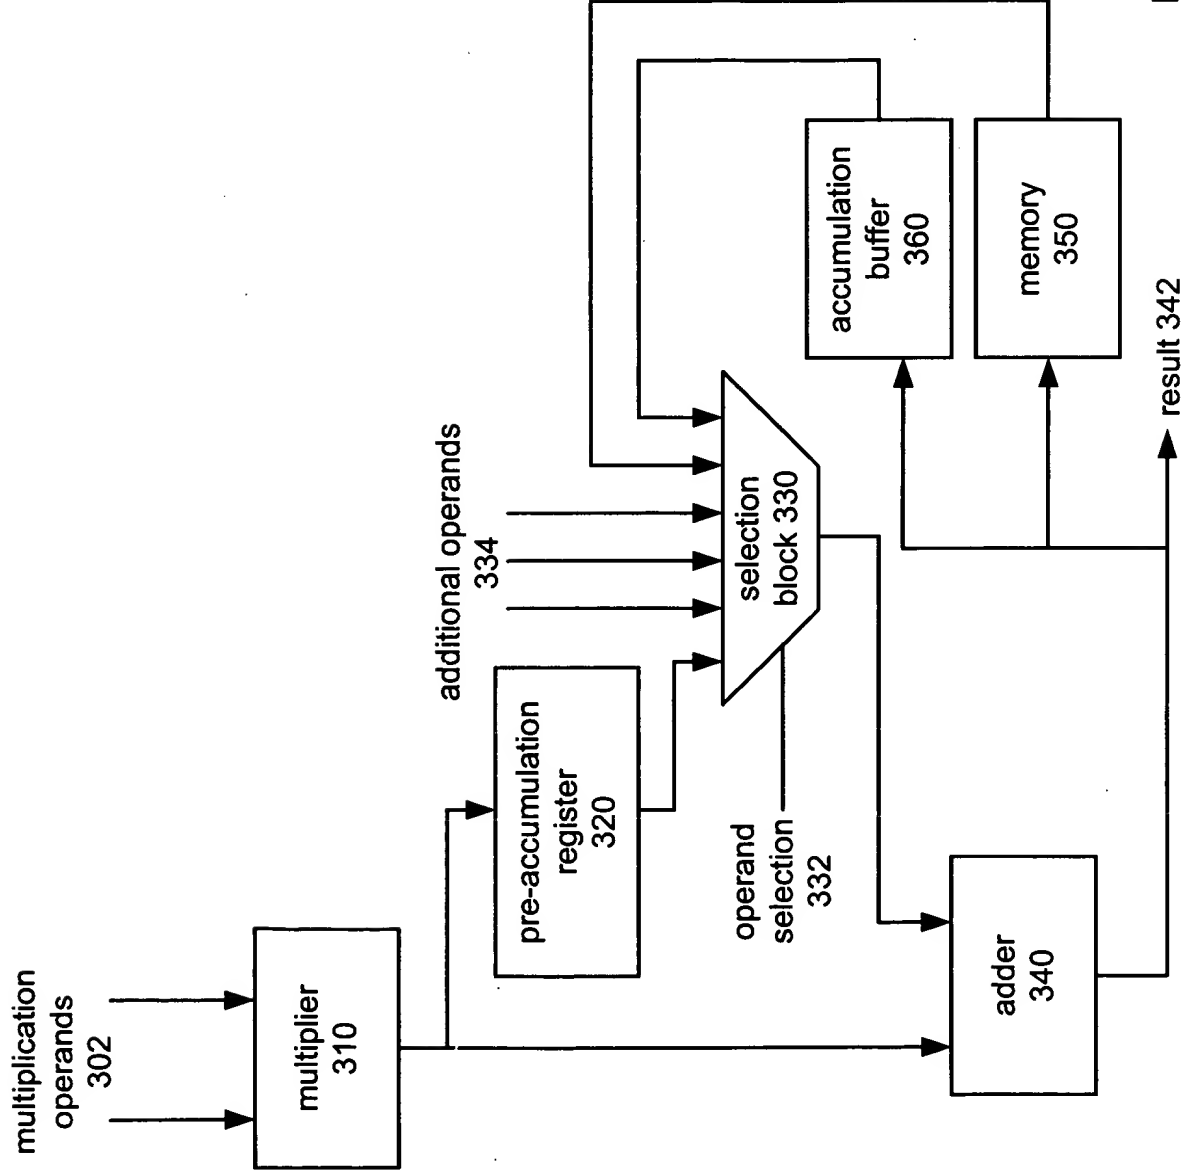 multiplication
operands
302
multiplier
310
additional operands
334
pre-accumulation
register
320
selection
block 330
operand
selection
332
accumulation
buffer
360
memory
350
adder
340
result 342